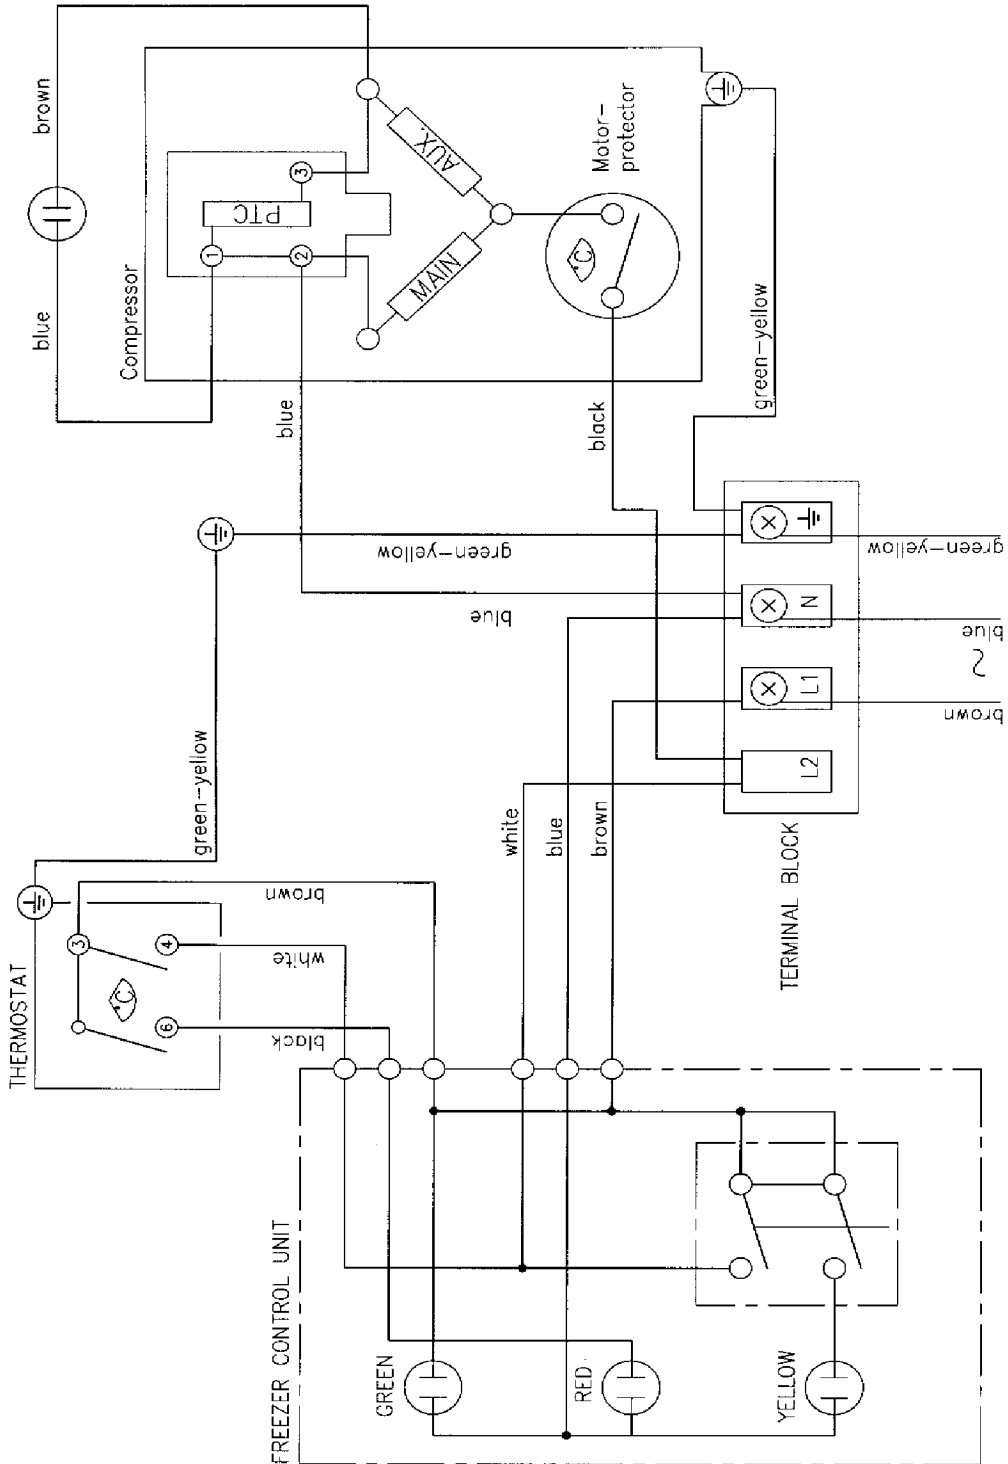 brown
blue
Compressor
PTC
1
2
3
AUX.
MAIN
Motor-
protector
°C
blue
black
green-yellow
green-yellow
blue
green-yellow
blue
brown
N
L1
L2
TERMINAL BLOCK
white
blue
brown
green-yellow
THERMOSTAT
3
4
6
°C
brown
white
black
FREEZER CONTROL UNIT
GREEN
RED
YELLOW